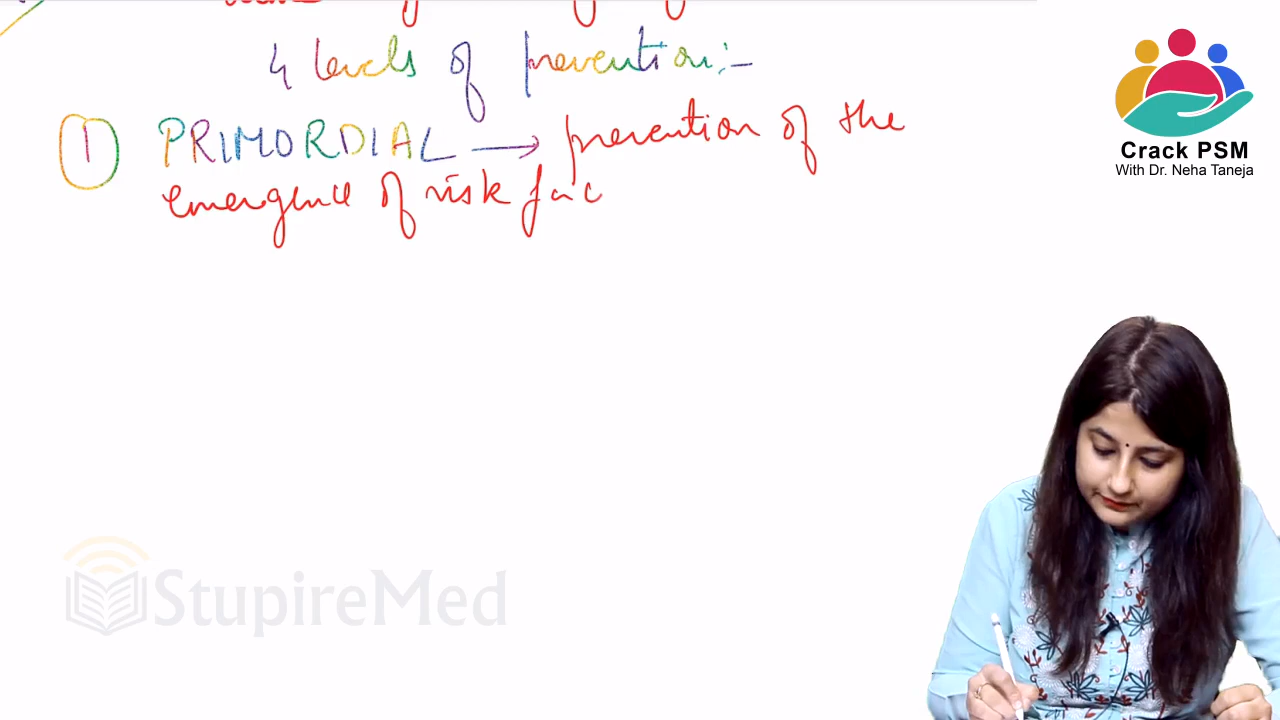 4 levels of prevention:-
① PRIMORDIAL → prevention of the
emergence of risk fac
Crack PSM
With Dr. Neha Taneja
StupireMed